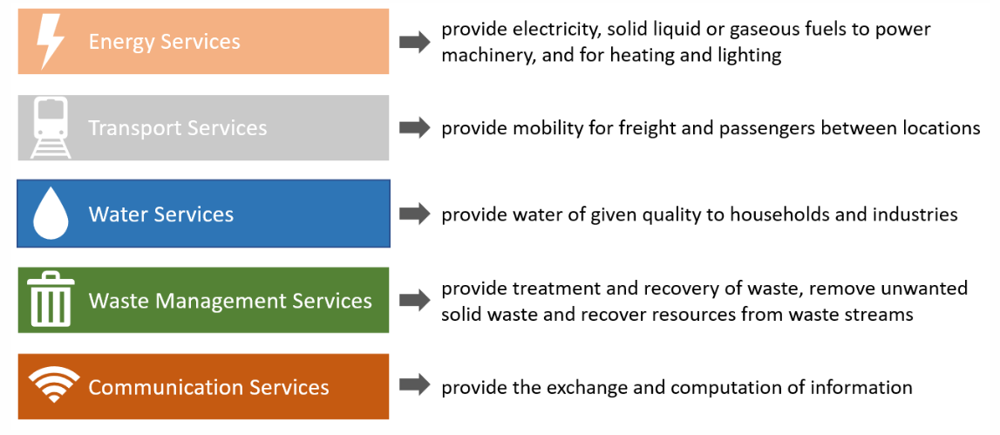 Energy Services
provide electricity, solid liquid or gaseous fuels to power
machinery, and for heating and lighting
Transport Services
provide mobility for freight and passengers between locations
Water Services
provide water of given quality to households and industries
Waste Management Services
provide treatment and recovery of waste, remove unwanted
solid waste and recover resources from waste streams
Communication Services
provide the exchange and computation of information